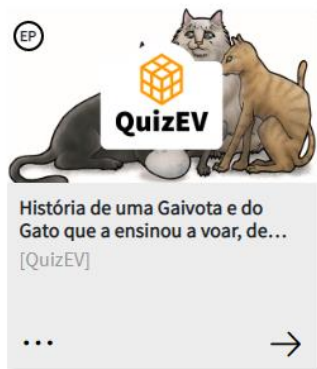 EP
QuizEV
História de uma Gaivota e do
Gato que a ensinou a voar, de...
[QuizEV]